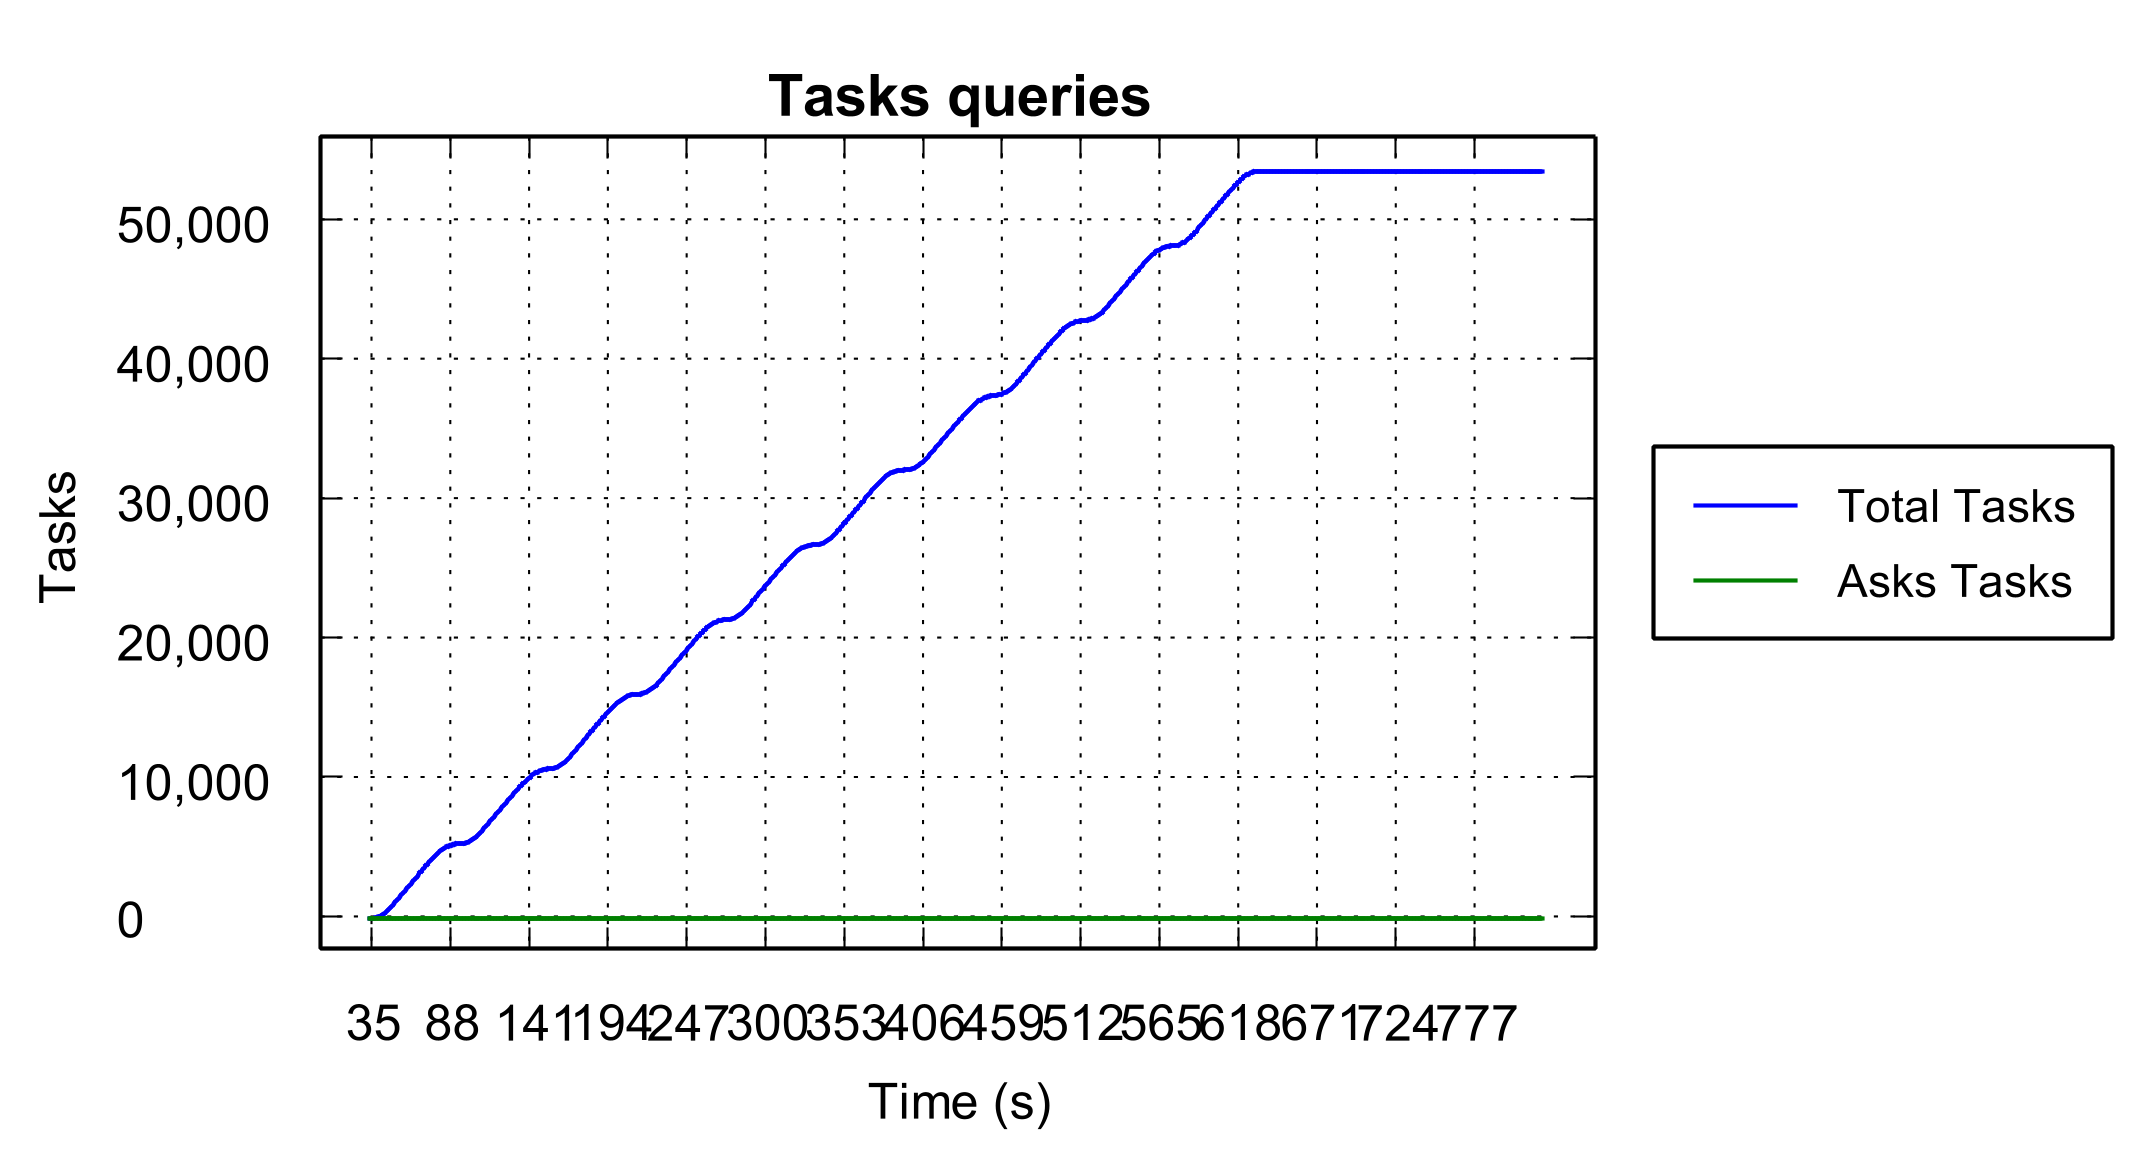 Tasks queries
50,000
40,000
30,000
20,000
10,000
0
Tasks
Total Tasks
Asks Tasks
35 88 141 194 247 300 353 406 459 512 565 618 671 724 777
Time (s)